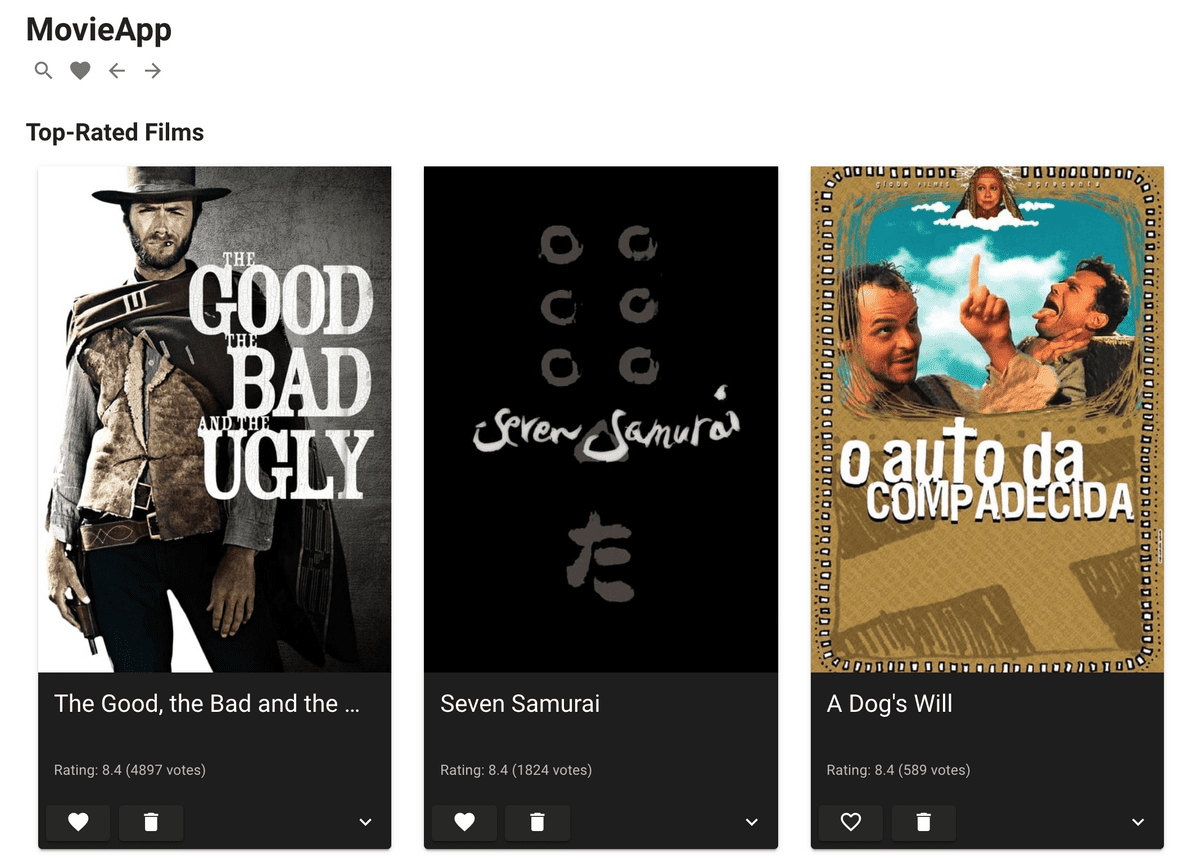 MovieApp
Top-Rated Films
THE
GOOD
THE
BAD
AND THE
UGLY
Seven Samurai
た
globo FILMES apresenta
o auto da
COMPADECIDA
The Good, the Bad and the ...
Seven Samurai
A Dog's Will
Rating: 8.4 (4897 votes)
Rating: 8.4 (1824 votes)
Rating: 8.4 (589 votes)